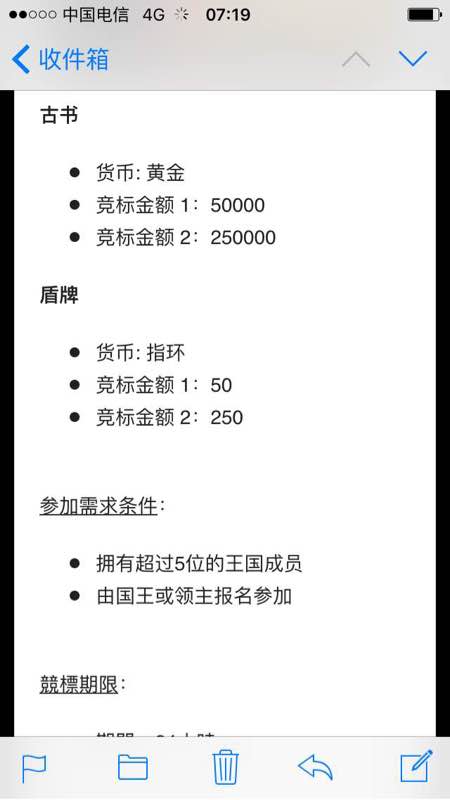 中国电信 4G 07:19
收件箱
古书
货币: 黄金
竞标金额 1: 50000
竞标金额 2: 250000
盾牌
货币: 指环
竞标金额 1: 50
竞标金额 2: 250
参加需求条件:
拥有超过5位的王国成员
由国王或领主报名参加
競標期限: